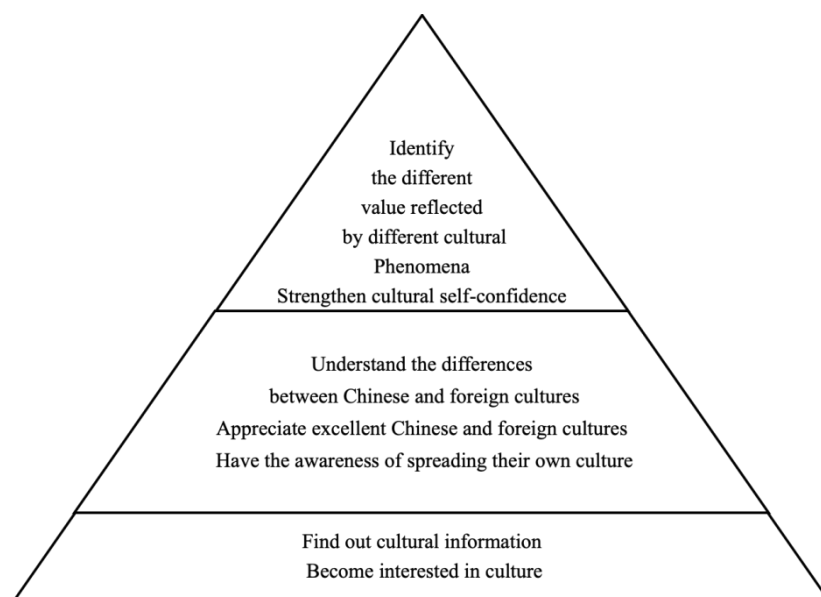 Identify
the different
value reflected
by different cultural
Phenomena
Strengthen cultural self-confidence
Understand the differences
between Chinese and foreign cultures
Appreciate excellent Chinese and foreign cultures
Have the awareness of spreading their own culture
Find out cultural information
Become interested in culture